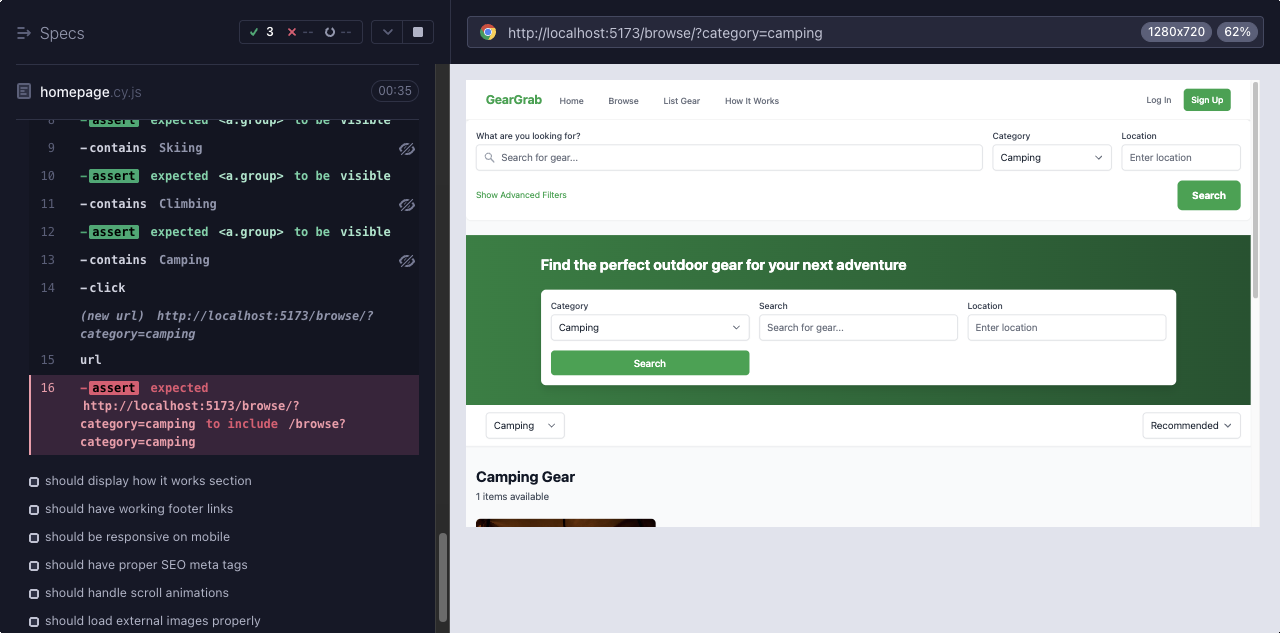 Specs
3 -- --
homepage.cy.js
00:35
8 -assert expected <a.group> to be visible
9 -contains Skiing
10 -assert expected <a.group> to be visible
11 -contains Climbing
12 -assert expected <a.group> to be visible
13 -contains Camping
14 -click
(new url) http://localhost:5173/browse/?
category=camping
15 url
16 -assert expected
http://localhost:5173/browse/?
category=camping to include /browse?
category=camping
should display how it works section
should have working footer links
should be responsive on mobile
should have proper SEO meta tags
should handle scroll animations
should load external images properly
http://localhost:5173/browse/?category=camping
1280x720 62%
GearGrab Home Browse List Gear How It Works Log In Sign Up
What are you looking for? Category Location
Search for gear... Camping Enter location
Show Advanced Filters Search
Find the perfect outdoor gear for your next adventure
Category Search Location
Camping Search for gear... Enter location
Search
Camping Recommended
Camping Gear
1 items available